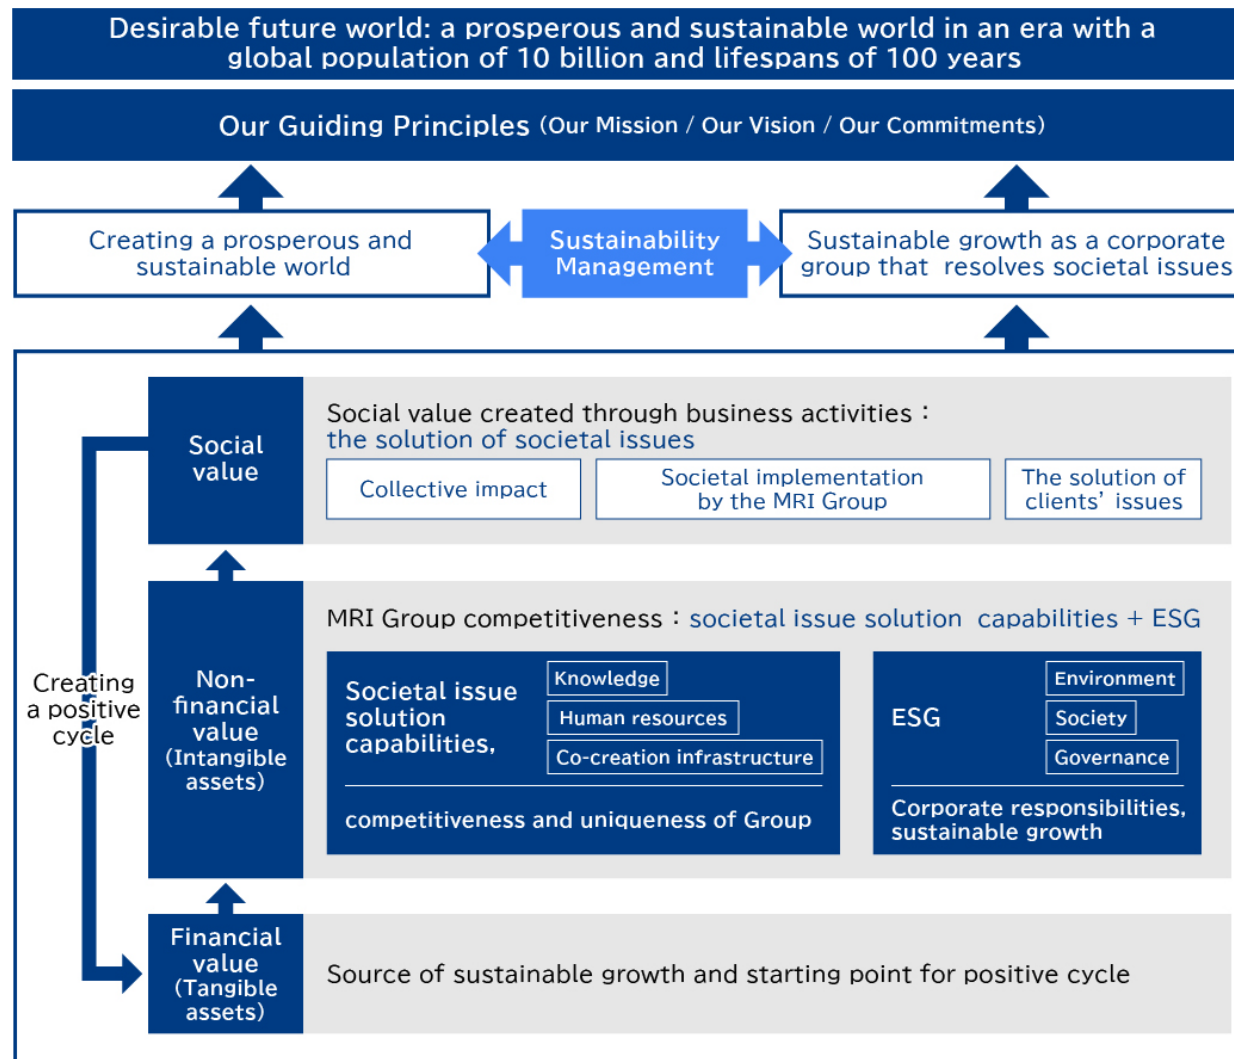 Desirable future world: a prosperous and sustainable world in an era with a
global population of 10 billion and lifespans of 100 years
Our Guiding Principles (Our Mission / Our Vision / Our Commitments)
Creating a prosperous and
sustainable world
Sustainability
Management
Sustainable growth as a corporate
group that resolves societal issues
Creating
a positive
cycle
Social
value
Social value created through business activities：
the solution of societal issues
Collective impact
Societal implementation
by the MRI Group
The solution of
clients’ issues
Non-
financial
value
(Intangible
assets)
MRI Group competitiveness：societal issue solution capabilities + ESG
Societal issue
solution
capabilities,
Knowledge
Human resources
Co-creation infrastructure
competitiveness and uniqueness of Group
ESG
Environment
Society
Governance
Corporate responsibilities,
sustainable growth
Financial
value
(Tangible
assets)
Source of sustainable growth and starting point for positive cycle